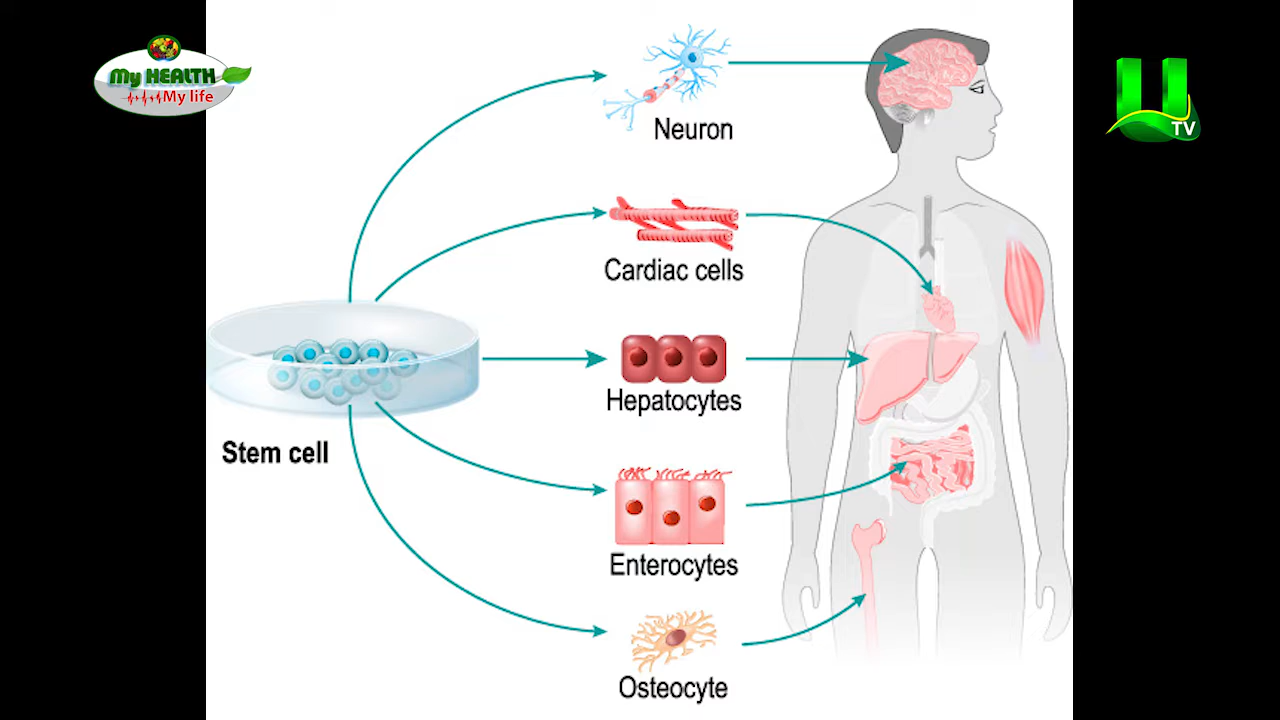 My HEALTH
My life
U
TV
Neuron
Cardiac cells
Hepatocytes
Stem cell
Enterocytes
Osteocyte